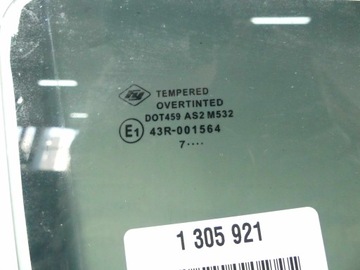 TEMPERED
OVERTINTED
DOT459 AS2 M532
E1 43R-001564
7····
1 305 921